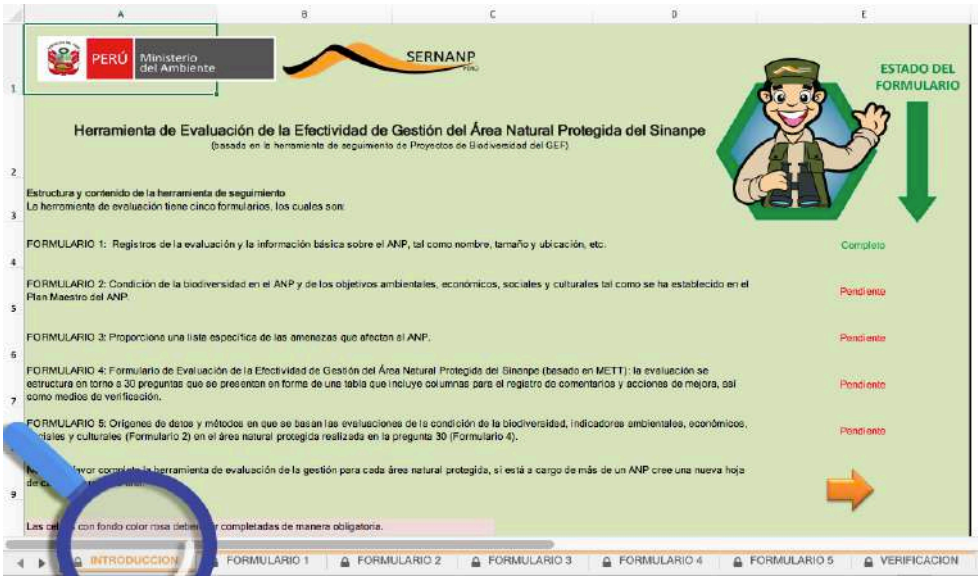 A B C D E
PERÚ Ministerio
del Ambiente
SERNANP
PERÚ
ESTADO DEL
FORMULARIO
1
Herramienta de Evaluación de la Efectividad de Gestión del Área Natural Protegida del Sinanpe
(basada en la herramienta de seguimiento de Proyectos de Biodiversidad del GEF)
2
Estructura y contenido de la herramienta de seguimiento
La herramienta de evaluación tiene cinco formularios, los cuales son:
3
FORMULARIO 1: Registros de la evaluación y la información básica sobre el ANP, tal como nombre, tamaño y ubicación, etc.
Completo
4
FORMULARIO 2: Condición de la biodiversidad en el ANP y de los objetivos ambientales, económicos, sociales y culturales tal como se ha establecido en el
Plan Maestro del ANP.
Pendiente
5
FORMULARIO 3: Proporciona una lista específica de las amenazas que afectan al ANP.
Pendiente
6
FORMULARIO 4: Formulario de Evaluación de la Efectividad de Gestión del Área Natural Protegida del Sinanpe (basado en METT): la evaluación se
estructura en torno a 30 preguntas que se presentan en forma de una tabla que incluye columnas para el registro de comentarios y acciones de mejora, así
como medios de verificación.
Pendiente
7
FORMULARIO 5: Orígenes de datos y métodos en que se basan las evaluaciones de la condición de la biodiversidad, indicadores ambientales, económicos,
sociales y culturales (Formulario 2) en el área natural protegida realizada en la pregunta 30 (Formulario 4).
Pendiente
favor complete la herramienta de evaluación de la gestión para cada área natural protegida, si está a cargo de más de un ANP cree una nueva hoja
de
9
Las celdas con fondo color rosa deben ser completadas de manera obligatoria.
INTRODUCCION FORMULARIO 1 FORMULARIO 2 FORMULARIO 3 FORMULARIO 4 FORMULARIO 5 VERIFICACION